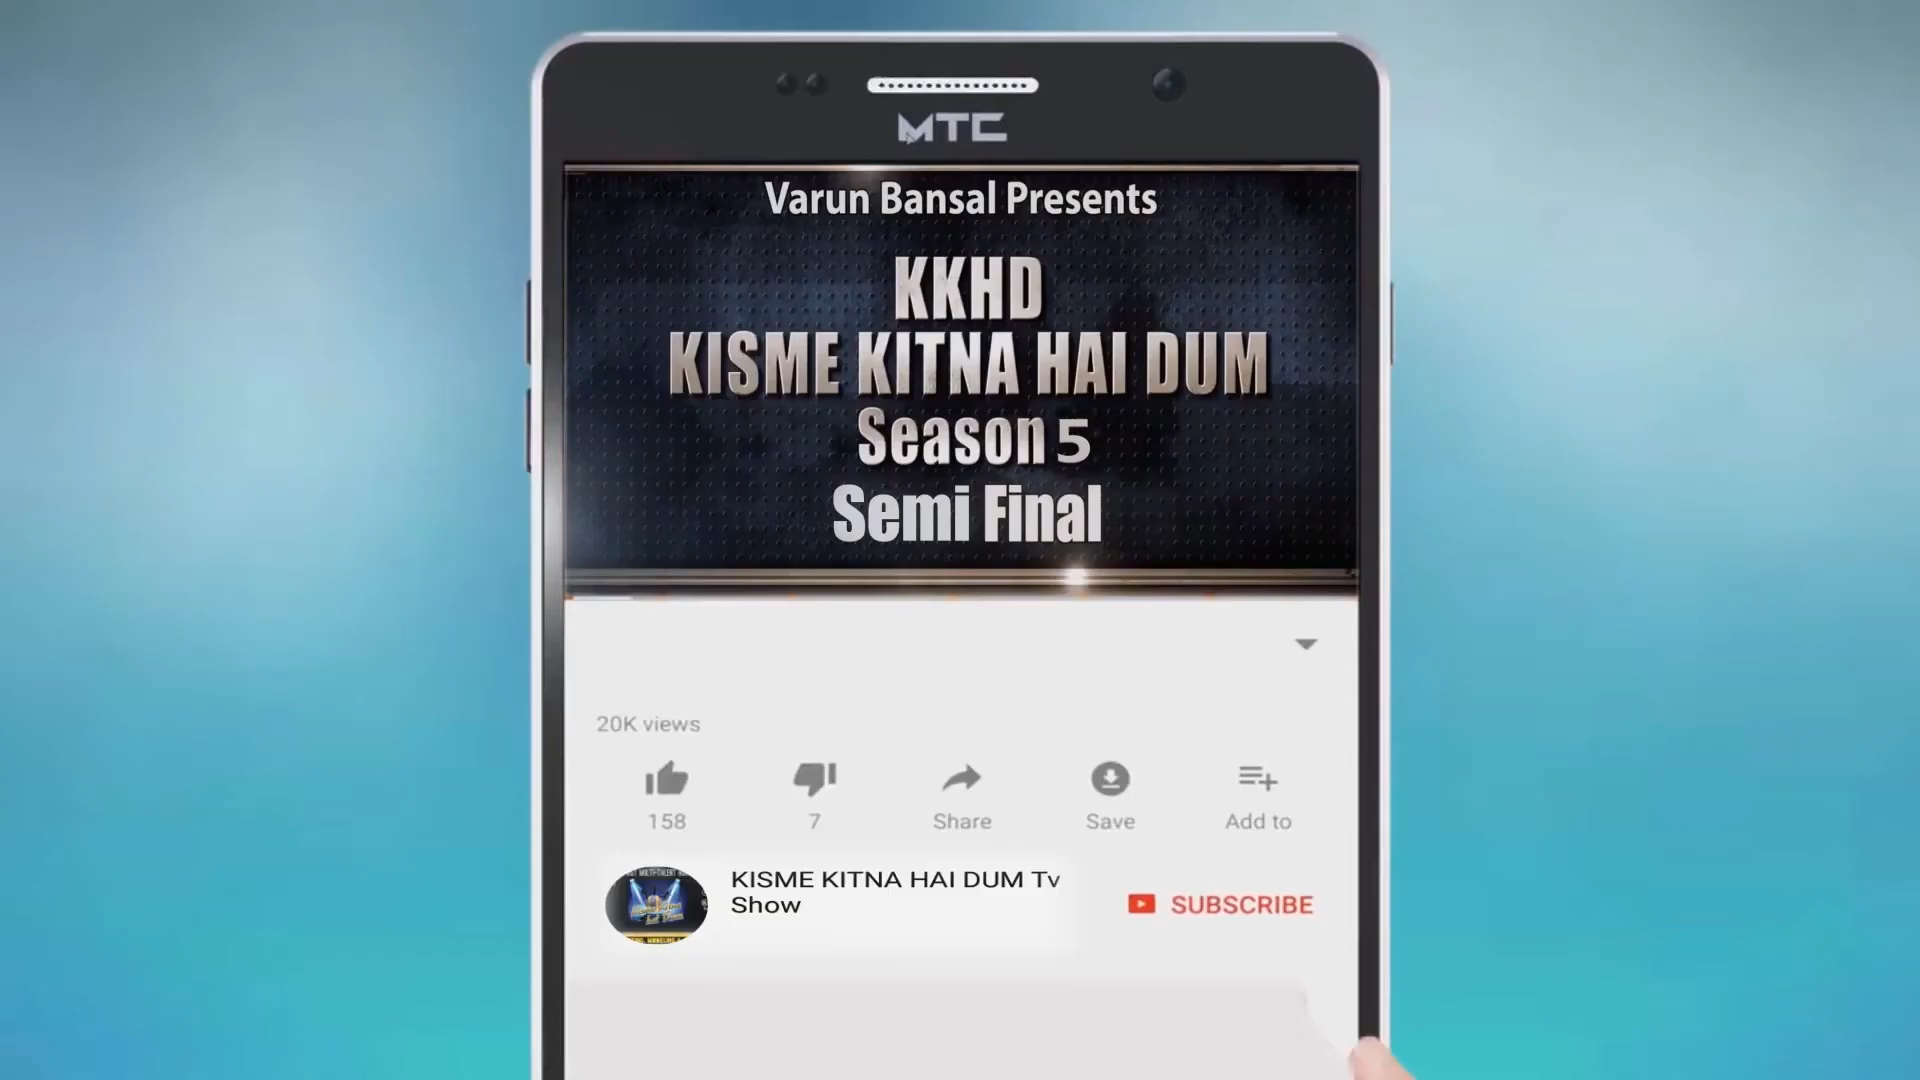 MTC
Varun Bansal Presents
KKHD
KISME KITNA HAI DUM
Season 5
Semi Final
20K views
158
7
Share
Save
Add to
KISME KITNA HAI DUM Tv
Show
SUBSCRIBE